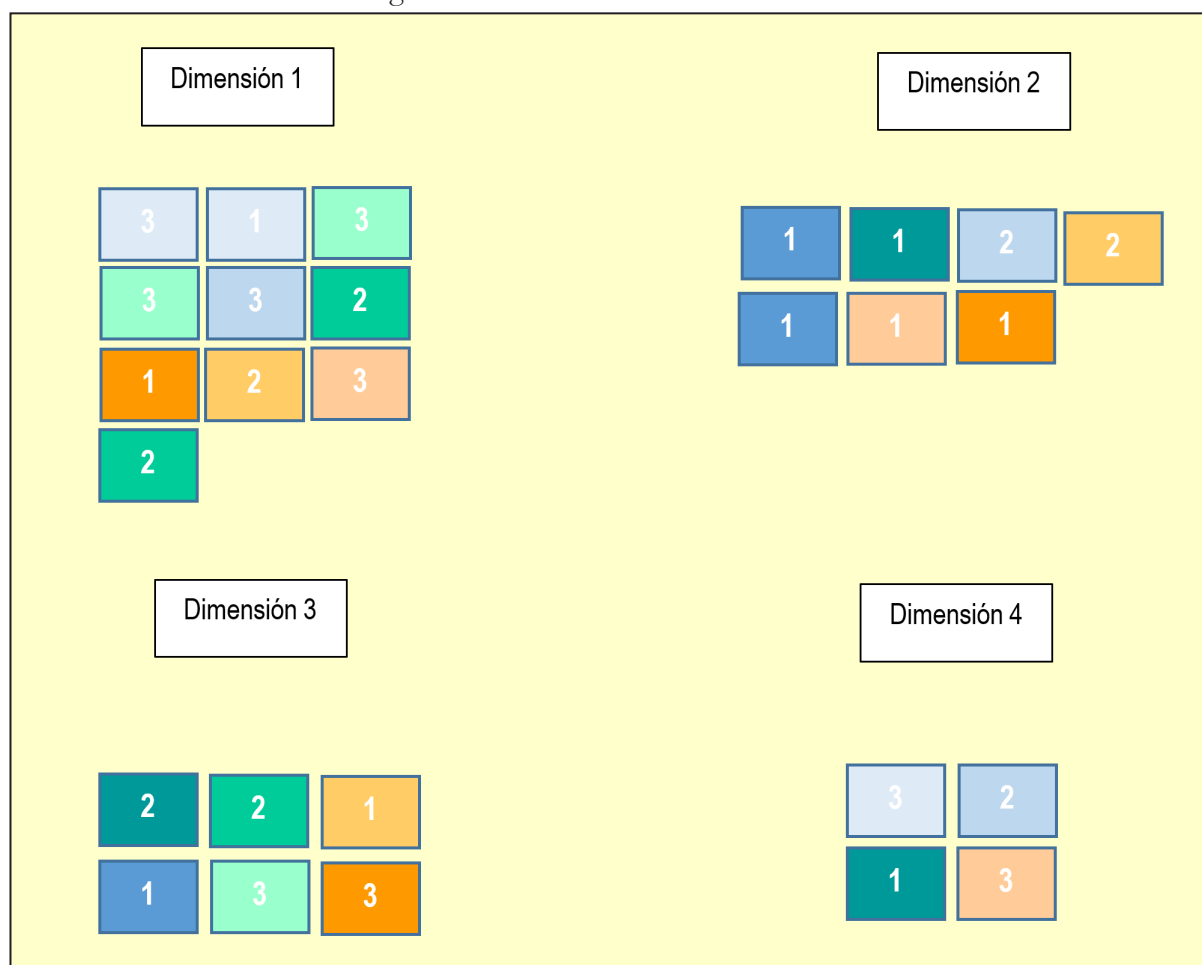 Dimensión 1
Dimensión 2
3 1 3
3 3 2
1 2 3
2
1 1 2 2
1 1 1
Dimensión 3
Dimensión 4
2 2 1
1 3 3
3 2
1 3